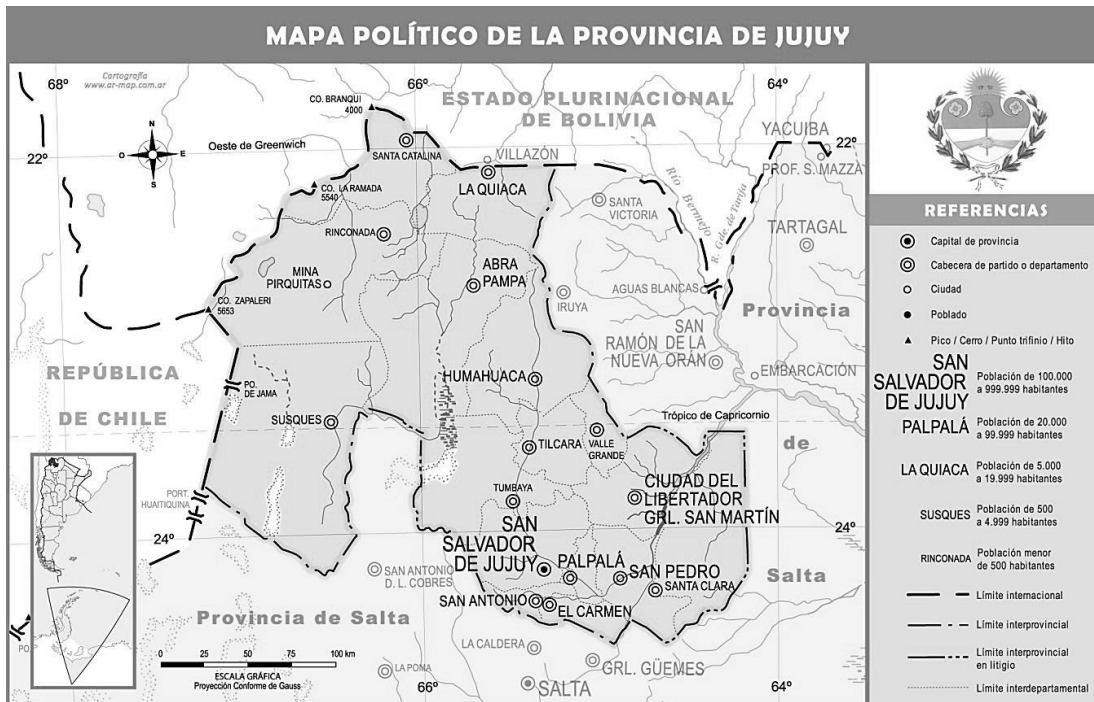 MAPA POLÍTICO DE LA PROVINCIA DE JUJUY
Cartografía
www.ar-map.com.ar
68º
66º
64º
CO. BRANQUI
4000
ESTADO PLURINACIONAL
DE BOLIVIA
YACUIBA
N
O
E
S
22º
Oeste de Greenwich
22º
SANTA CATALINA
VILLAZÓN
PROF. S. MAZZÁ
LA QUIACA
CO. LA RAMADA
5540
Río Bermejo
R. Gde de Tarija
SANTA
VICTORIA
TARTAGAL
RINCONADA
MINA
PIRQUITAS
ABRA
PAMPA
IRUYA
AGUAS BLANCAS
CO. ZAPALERI
5653
Provincia
SAN
RAMÓN DE LA
NUEVA ORÁN
REPÚBLICA
DE CHILE
PO.
DE JAMA
HUMAHUACA
EMBARCACIÓN
SUSQUES
Trópico de Capricornio
TILCARA
VALLE
GRANDE
de
PORT.
HUAITIQUINA
TUMBAYA
CIUDAD DEL
LIBERTADOR
GRL. SAN MARTÍN
24º
24º
SAN
SALVADOR
DE JUJUY
PALPALÁ
SAN PEDRO
SANTA CLARA
Salta
SAN ANTONIO
D. L. COBRES
SAN ANTONIO
EL CARMEN
Provincia de Salta
LA CALDERA
PO.
0
25
50
75
100 km
ESCALA GRÁFICA
Proyección Conforme de Gauss
LA POMA
GRL. GÜEMES
SALTA
66º
64º
REFERENCIAS
Capital de provincia
Cabecera de partido o departamento
Ciudad
Poblado
Pico / Cerro / Punto trifinio / Hito
SAN
SALVADOR
DE JUJUY
Población de 100.000
a 999.999 habitantes
PALPALÁ
Población de 20.000
a 99.999 habitantes
LA QUIACA
Población de 5.000
a 19.999 habitantes
SUSQUES
Población de 500
a 4.999 habitantes
RINCONADA
Población menor
de 500 habitantes
Límite internacional
Límite interprovincial
Límite interprovincial
en litigio
Límite interdepartamental